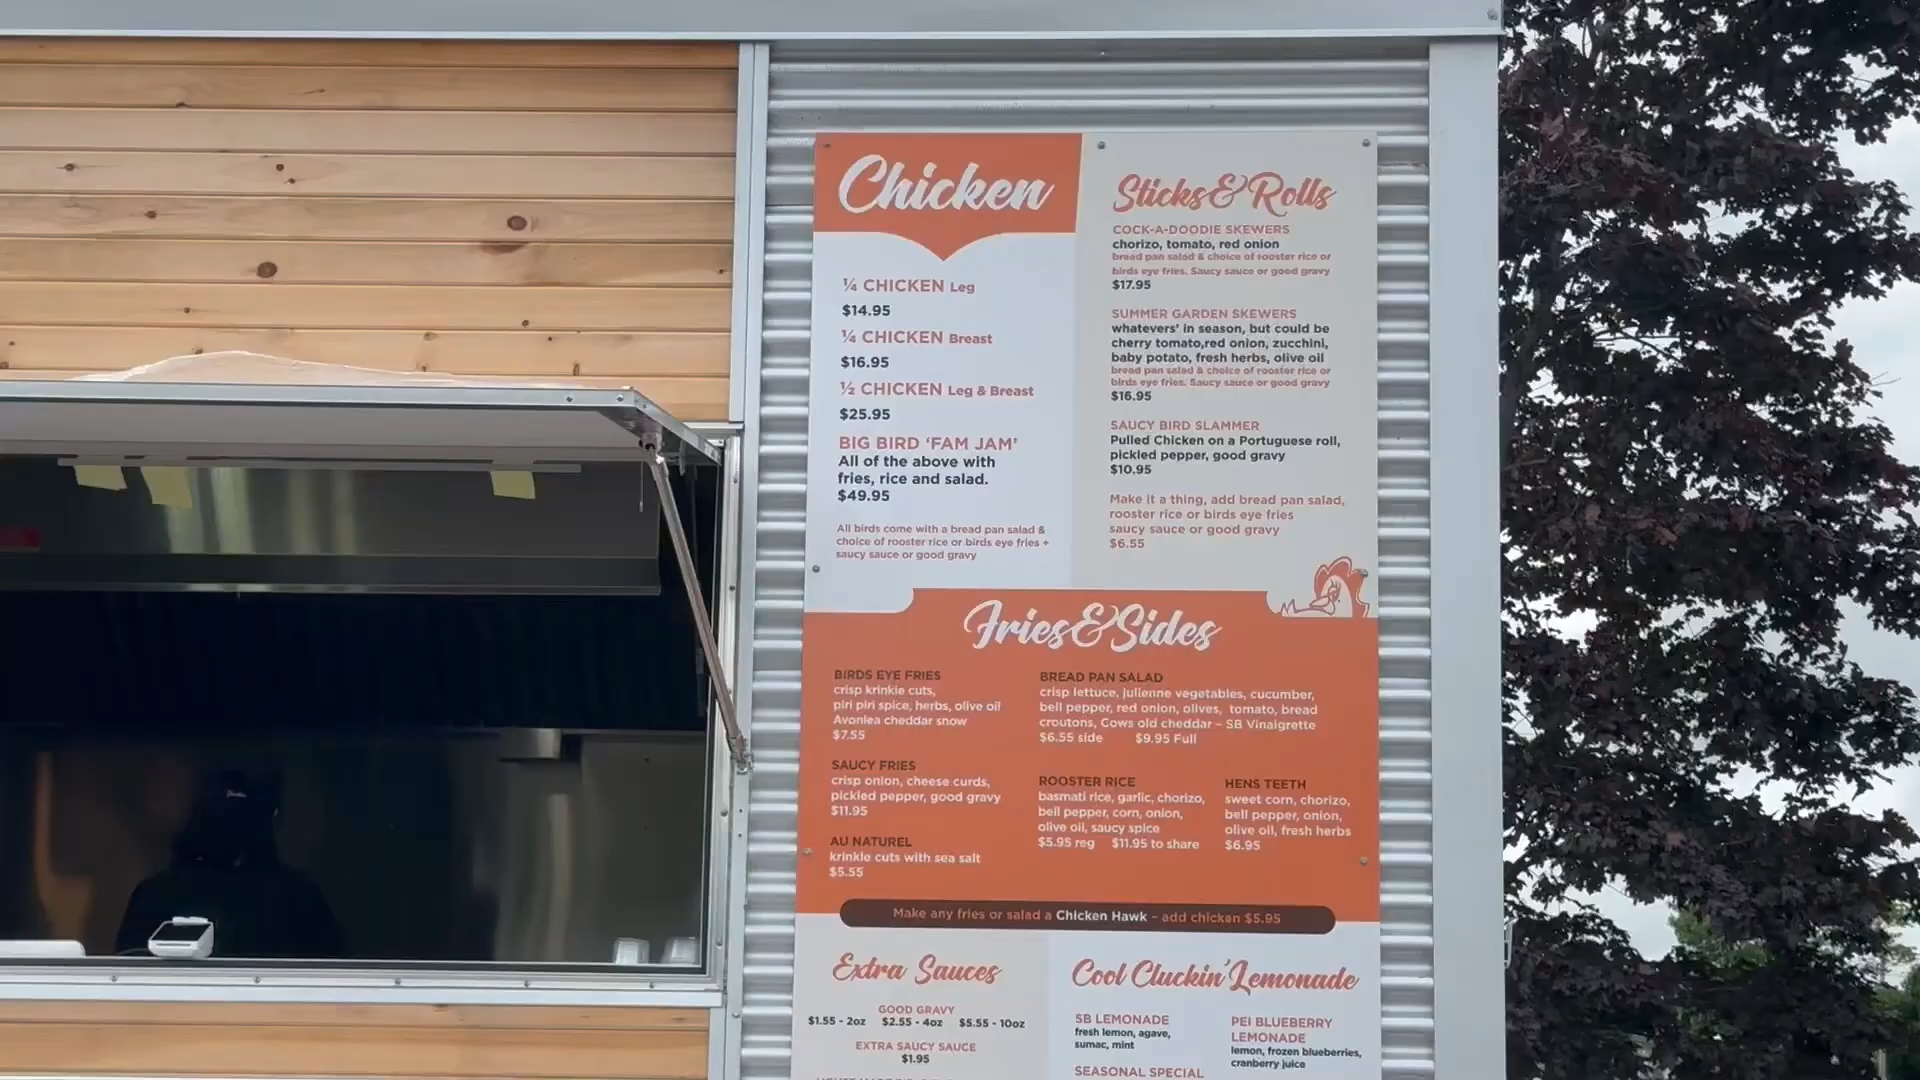 Chicken
¼ CHICKEN Leg
$14.95
¼ CHICKEN Breast
$16.95
½ CHICKEN Leg & Breast
$25.95
BIG BIRD ‘FAM JAM’
All of the above with
fries, rice and salad.
$49.95
All birds come with a bread pan salad &
choice of rooster rice or birds eye fries +
saucy sauce or good gravy
Sticks & Rolls
COCK-A-DOODIE SKEWERS
chorizo, tomato, red onion
bread pan salad & choice of rooster rice or
birds eye fries. Saucy sauce or good gravy
$17.95
SUMMER GARDEN SKEWERS
whatevers’ in season, but could be
cherry tomato,red onion, zucchini,
baby potato, fresh herbs, olive oil
bread pan salad & choice of rooster rice or
birds eye fries. Saucy sauce or good gravy
$16.95
SAUCY BIRD SLAMMER
Pulled Chicken on a Portuguese roll,
pickled pepper, good gravy
$10.95
Make it a thing, add bread pan salad,
rooster rice or birds eye fries
saucy sauce or good gravy
$6.55
Fries & Sides
BIRDS EYE FRIES
crisp krinkle cuts,
piri piri spice, herbs, olive oil
Avonlea cheddar snow
$7.55
SAUCY FRIES
crisp onion, cheese curds,
pickled pepper, good gravy
$11.95
AU NATUREL
krinkle cuts with sea salt
$5.55
BREAD PAN SALAD
crisp lettuce, julienne vegetables, cucumber,
bell pepper, red onion, olives, tomato, bread
croutons, Cows old cheddar – SB Vinaigrette
$6.55 side $9.95 Full
ROOSTER RICE
basmati rice, garlic, chorizo,
bell pepper, corn, onion,
olive oil, saucy spice
$5.95 reg $11.95 to share
HENS TEETH
sweet corn, chorizo,
bell pepper, onion,
olive oil, fresh herbs
$6.95
Make any fries or salad a Chicken Hawk – add chicken $5.95
Extra Sauces
GOOD GRAVY
$1.55 - 2oz $2.55 - 4oz $5.55 - 10oz
EXTRA SAUCY SAUCE
$1.95
Cool Cluckin' Lemonade
SB LEMONADE
fresh lemon, agave,
sumac, mint
SEASONAL SPECIAL
PEI BLUEBERRY
LEMONADE
lemon, frozen blueberries,
cranberry juice